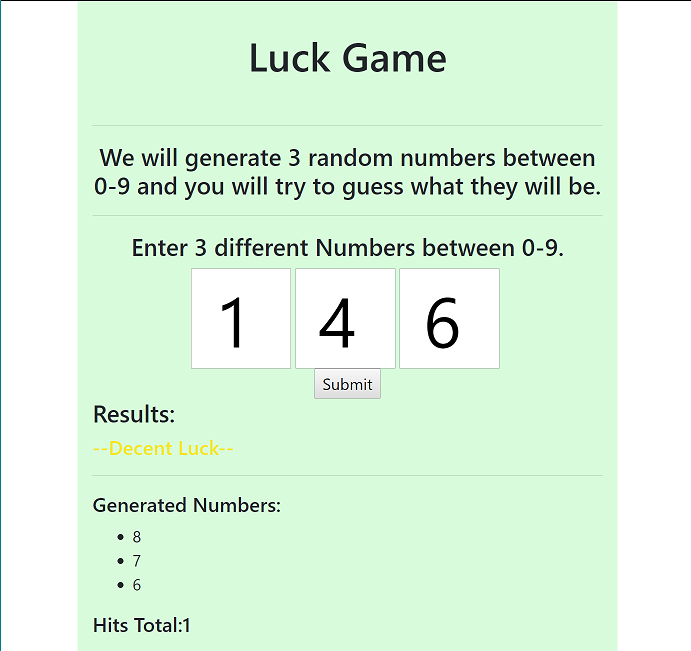 Luck Game
We will generate 3 random numbers between
0-9 and you will try to guess what they will be.
Enter 3 different Numbers between 0-9.
1 4 6
Submit
Results:
--Decent Luck--
Generated Numbers:
• 8
• 7
• 6
Hits Total:1